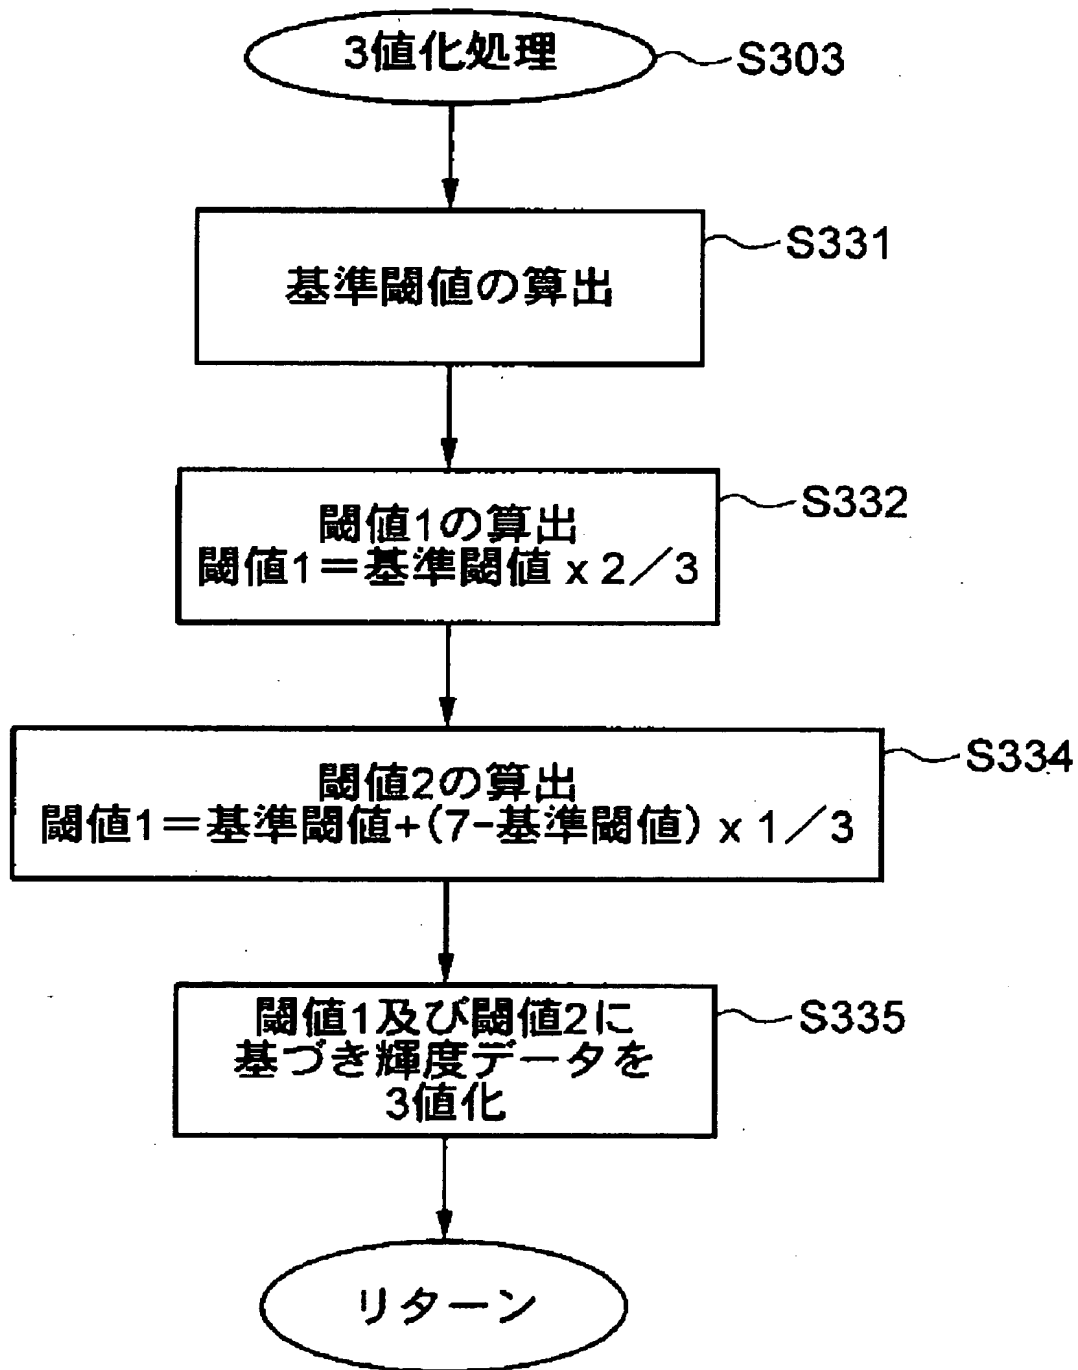 3値化処理
S303
基準閾値の算出
S331
閾値1の算出
閾値1=基準閾値 x 2/3
S332
閾値2の算出
閾値1=基準閾値+(7-基準閾値) x 1/3
S334
閾値1及び閾値2に
基づき輝度データを
3値化
S335
リターン